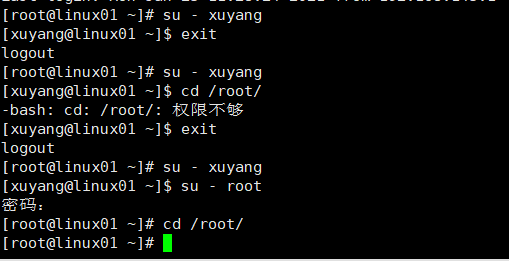 [root@linux01 ~]# su - xuyang
[xuyang@linux01 ~]$ exit
logout
[root@linux01 ~]# su - xuyang
[xuyang@linux01 ~]$ cd /root/
-bash: cd: /root/: 权限不够
[xuyang@linux01 ~]$ exit
logout
[root@linux01 ~]# su - xuyang
[xuyang@linux01 ~]$ su - root
密码：
[root@linux01 ~]# cd /root/
[root@linux01 ~]#